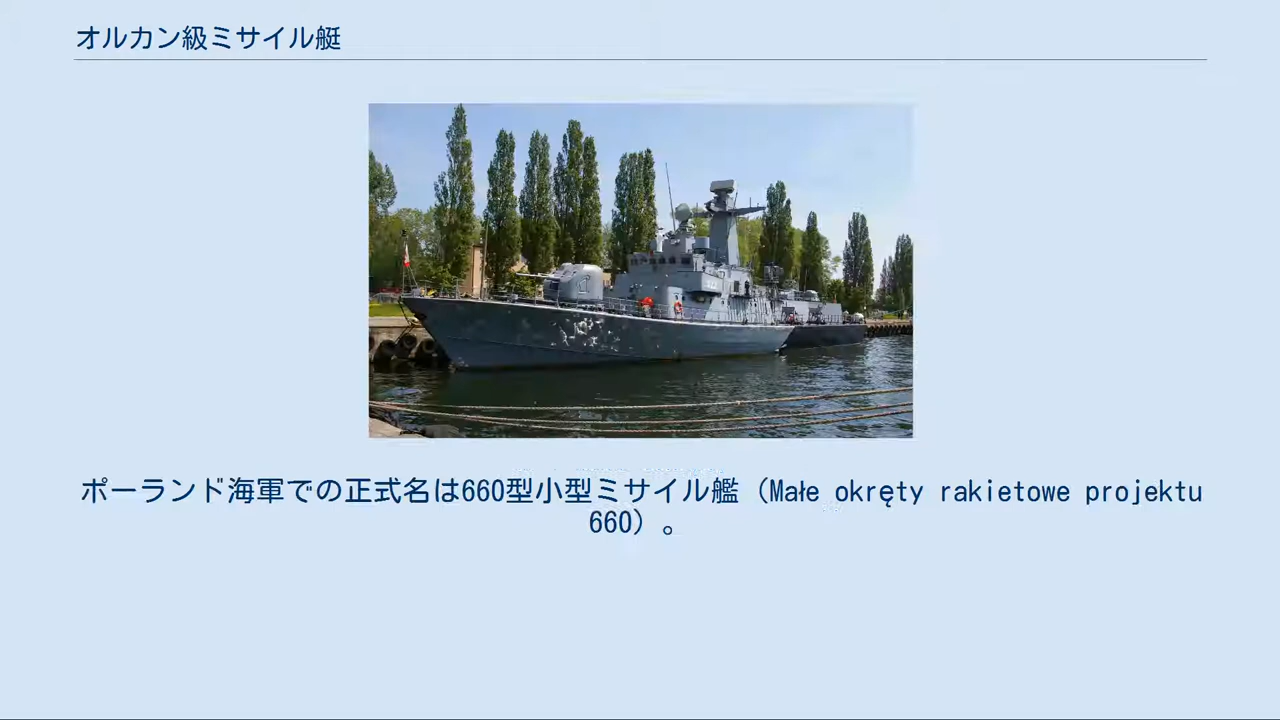 オルカン級ミサイル艇
ポーランド海軍での正式名は660型小型ミサイル艦（Małe okręty rakietowe projektu
660）。